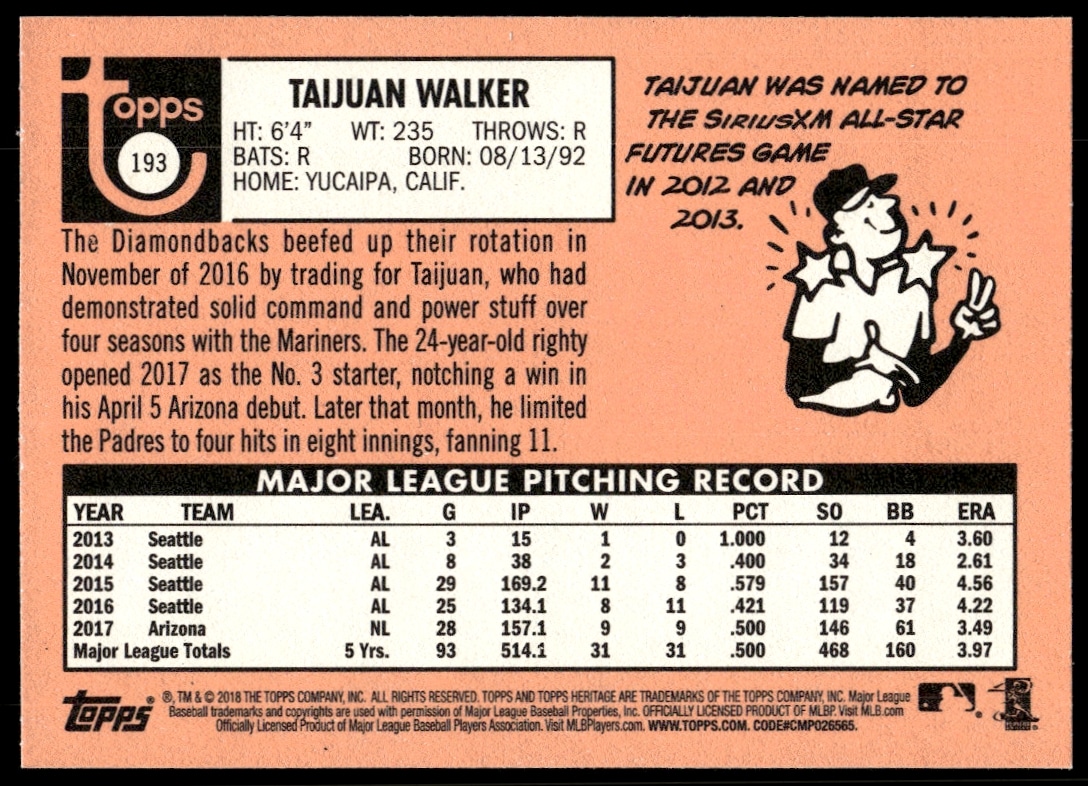 topps
193
TAIJUAN WALKER
HT: 6'4" WT: 235 THROWS: R
BATS: R BORN: 08/13/92
HOME: YUCAIPA, CALIF.
TAIJUAN WAS NAMED TO
THE SIRIUSXM ALL-STAR
FUTURES GAME
IN 2012 AND
2013.
The Diamondbacks beefed up their rotation in
November of 2016 by trading for Taijuan, who had
demonstrated solid command and power stuff over
four seasons with the Mariners. The 24-year-old righty
opened 2017 as the No. 3 starter, notching a win in
his April 5 Arizona debut. Later that month, he limited
the Padres to four hits in eight innings, fanning 11.
MAJOR LEAGUE PITCHING RECORD
YEAR TEAM LEA. G IP W L PCT SO BB ERA
2013 Seattle AL 3 15 1 0 1.000 12 4 3.60
2014 Seattle AL 8 38 2 3 .400 34 18 2.61
2015 Seattle AL 29 169.2 11 8 .579 157 40 4.56
2016 Seattle AL 25 134.1 8 11 .421 119 37 4.22
2017 Arizona NL 28 157.1 9 9 .500 146 61 3.49
Major League Totals 5 Yrs. 93 514.1 31 31 .500 468 160 3.97
topps®
®, TM & © 2018 THE TOPPS COMPANY, INC. ALL RIGHTS RESERVED. TOPPS AND TOPPS HERITAGE ARE TRADEMARKS OF THE TOPPS COMPANY, INC. Major League
Baseball trademarks and copyrights are used with permission of Major League Baseball Properties, Inc. OFFICIALLY LICENSED PRODUCT OF MLBP. Visit MLB.com
Officially Licensed Product of Major League Baseball Players Association. Visit MLBPlayers.com. WWW.TOPPS.COM. CODE#CMP026565.